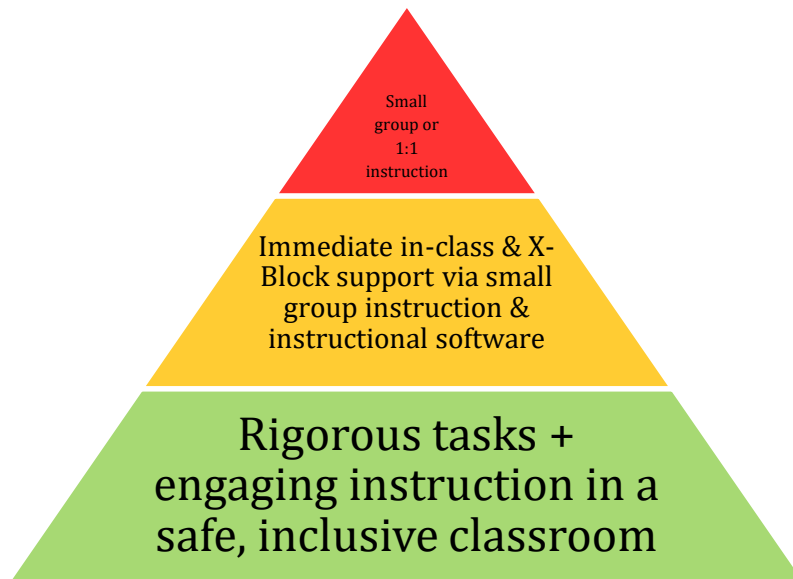 Small
group or
1:1
instruction
Immediate in-class & X-
Block support via small
group instruction &
instructional software
Rigorous tasks +
engaging instruction in a
safe, inclusive classroom